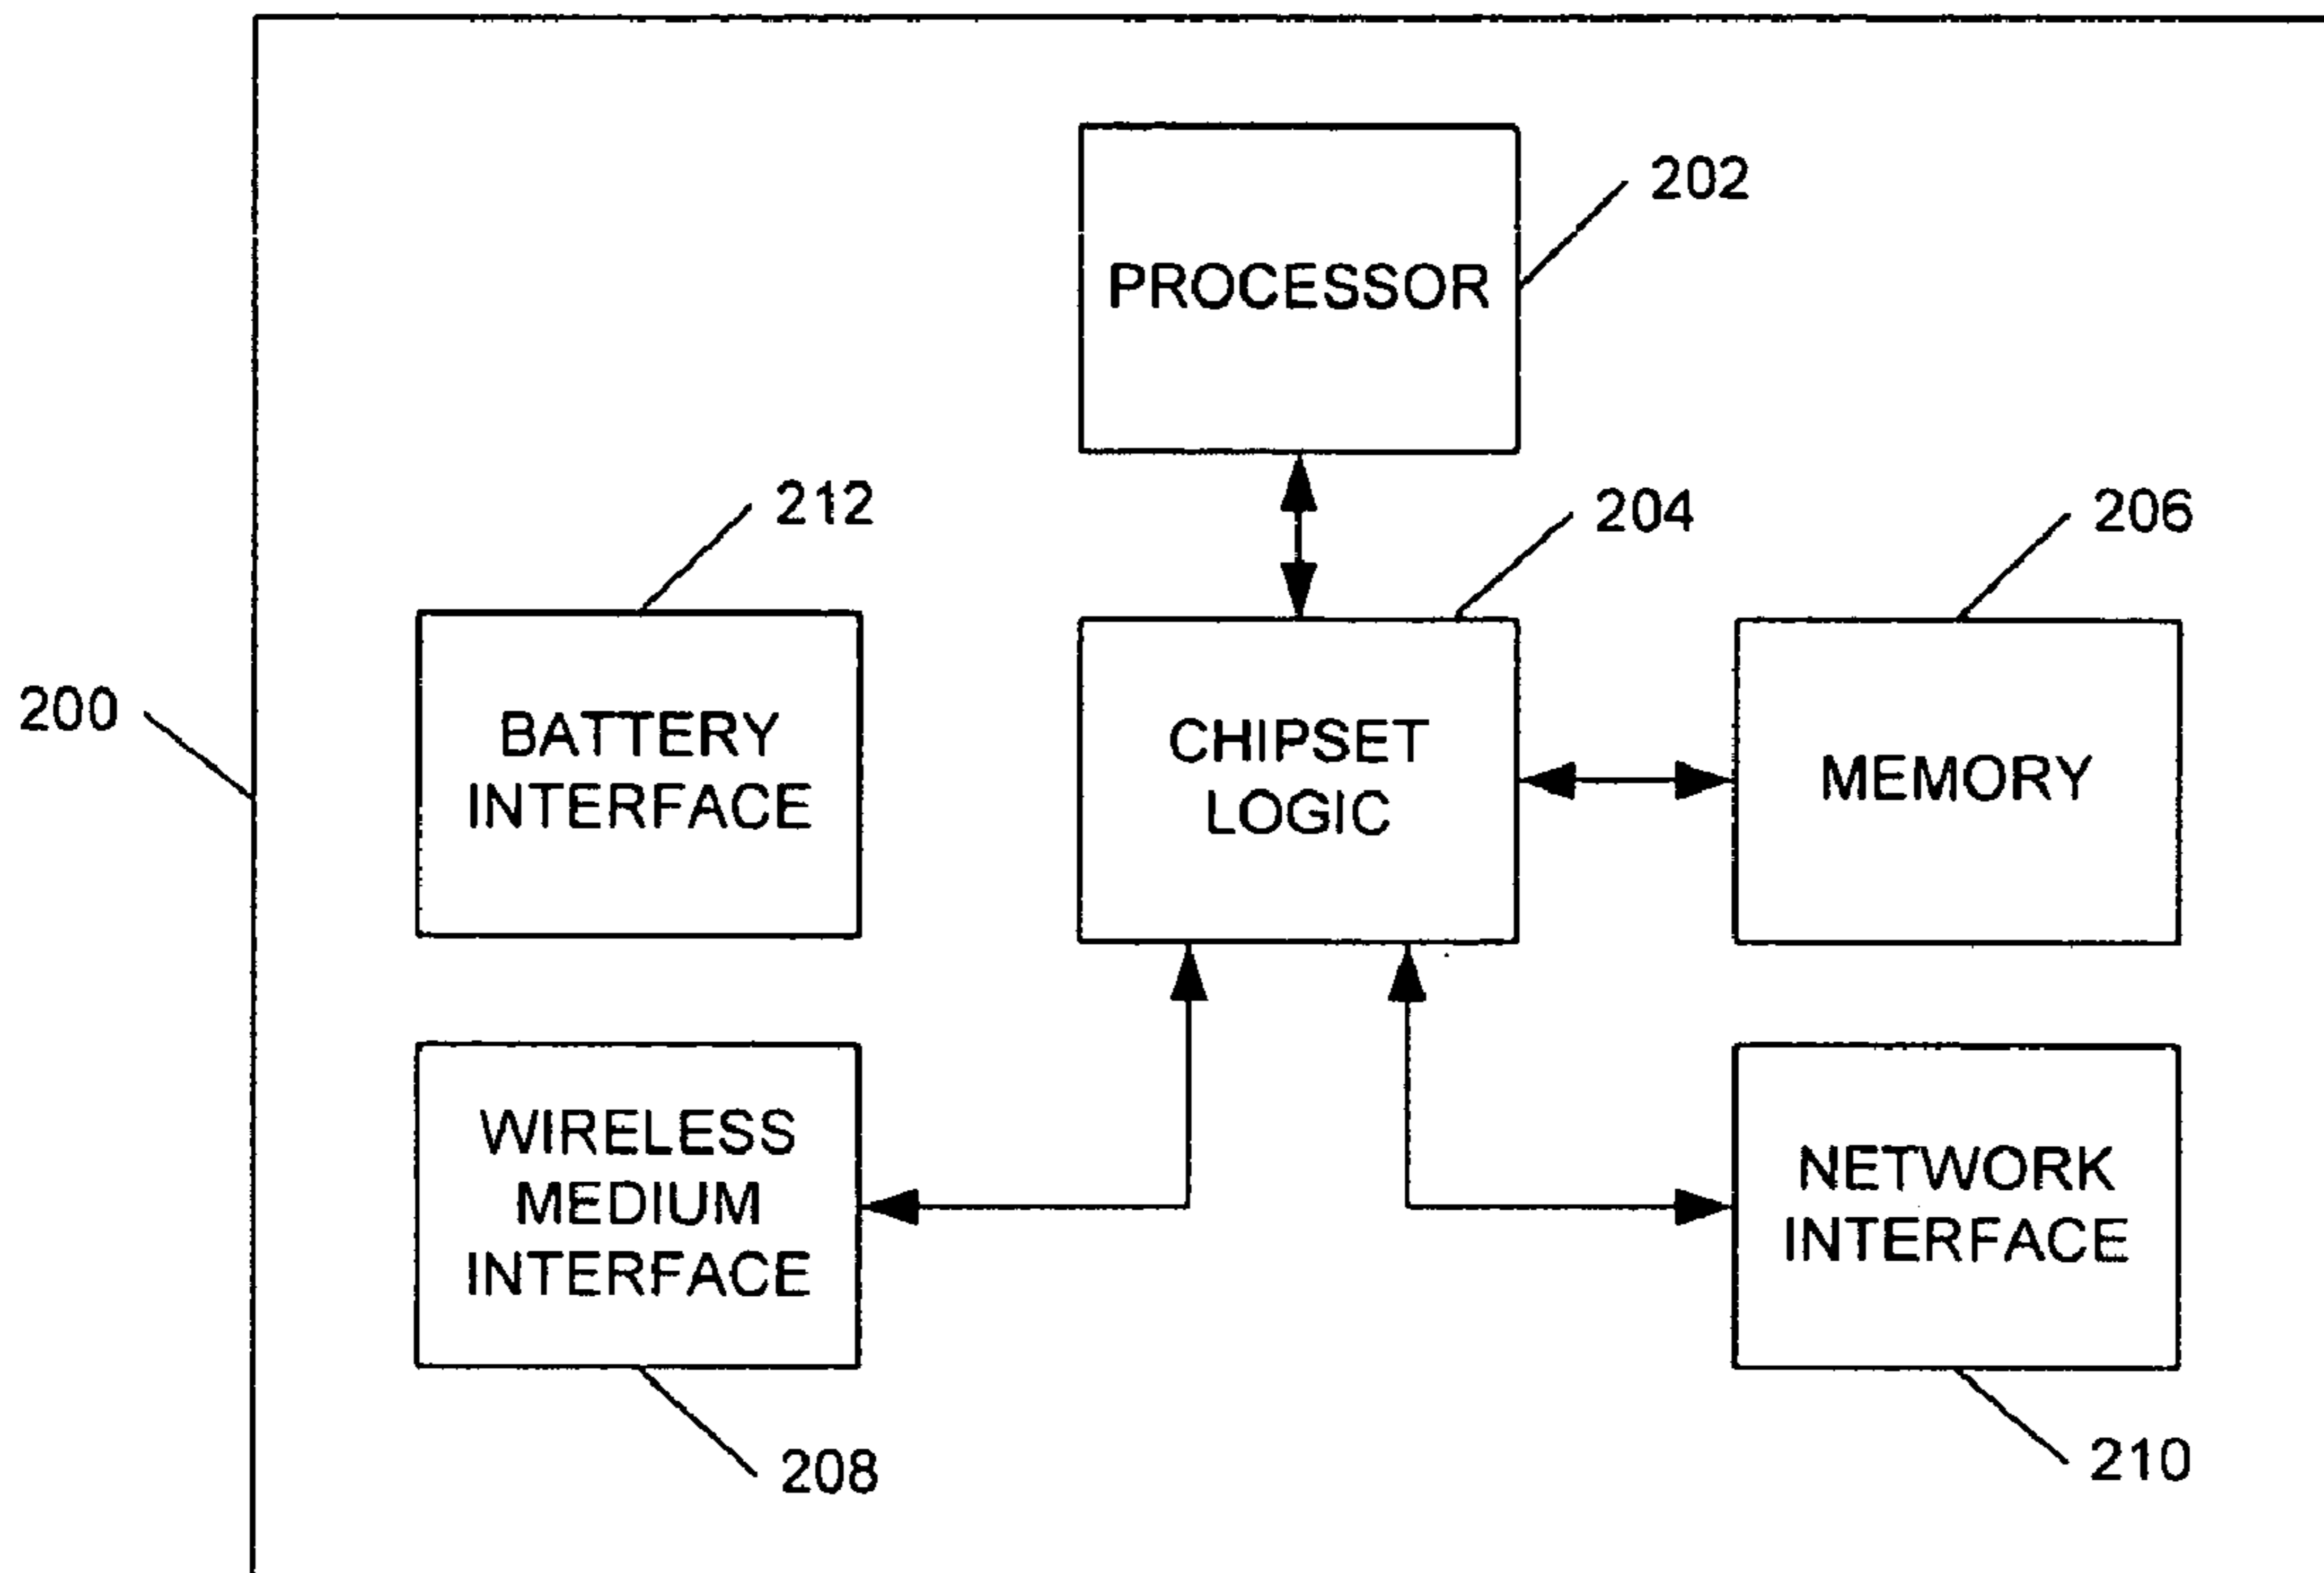 202
PROCESSOR
212
204
206
200
BATTERY
INTERFACE
CHIPSET
LOGIC
MEMORY
WIRELESS
MEDIUM
INTERFACE
NETWORK
INTERFACE
208
210